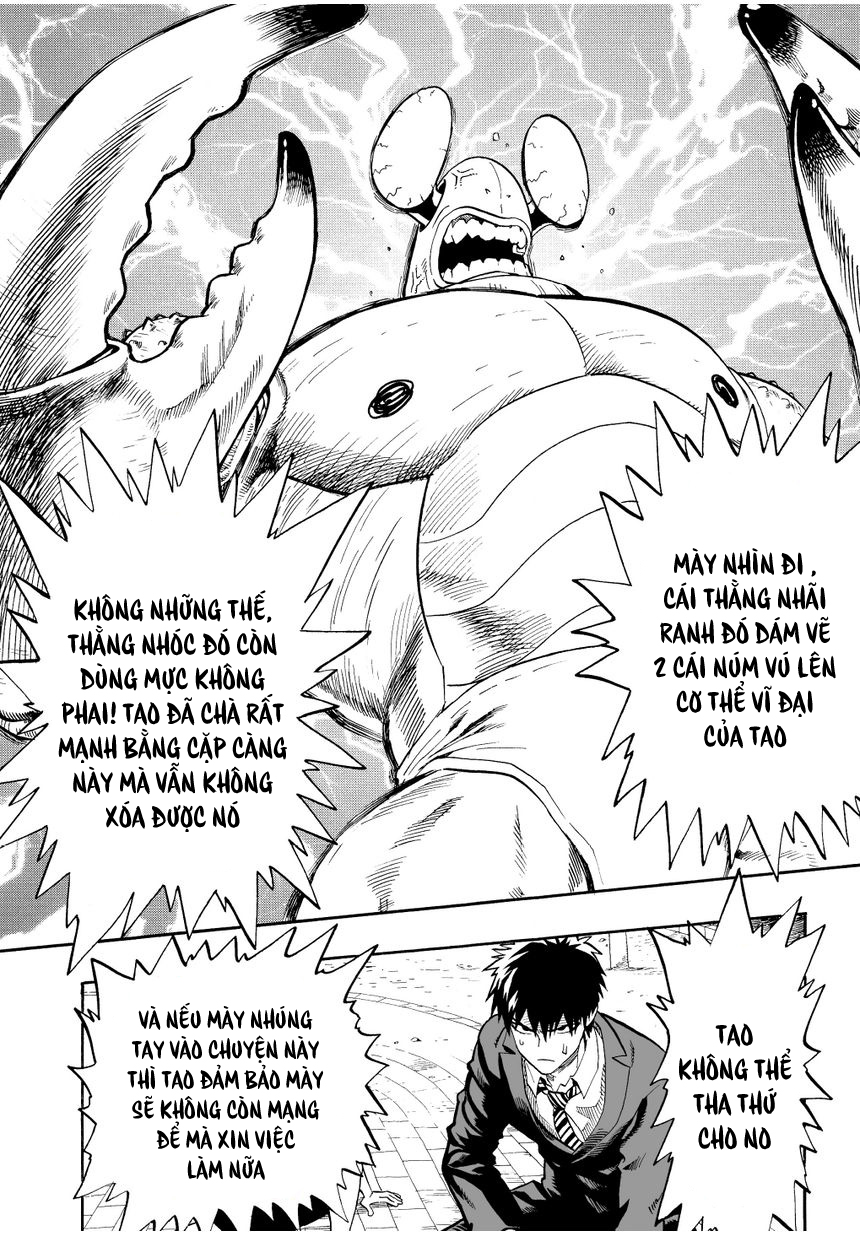 MÀY NHÌN ĐI ,
CÁI THẰNG NHÃI
RANH ĐÓ DÁM VẼ
2 CÁI NÚM VÚ LÊN
CƠ THỂ VĨ ĐẠI
CỦA TAO
KHÔNG NHỮNG THẾ,
THẰNG NHÓC ĐÓ CÒN
DÙNG MỰC KHÔNG
PHAI! TAO ĐÃ CHÀ RẤT
MẠNH BẰNG CẶP CÀNG
NÀY MÀ VẪN KHÔNG
XÓA ĐƯỢC NÓ
TAO
KHÔNG THỂ
THA THỨ
CHO NO
VÀ NẾU MÀY NHÚNG
TAY VÀO CHUYỆN NÀY
THÌ TAO ĐẢM BẢO MÀY
SẼ KHÔNG CÒN MẠNG
ĐỂ MÀ XIN VIỆC
LÀM NỮA